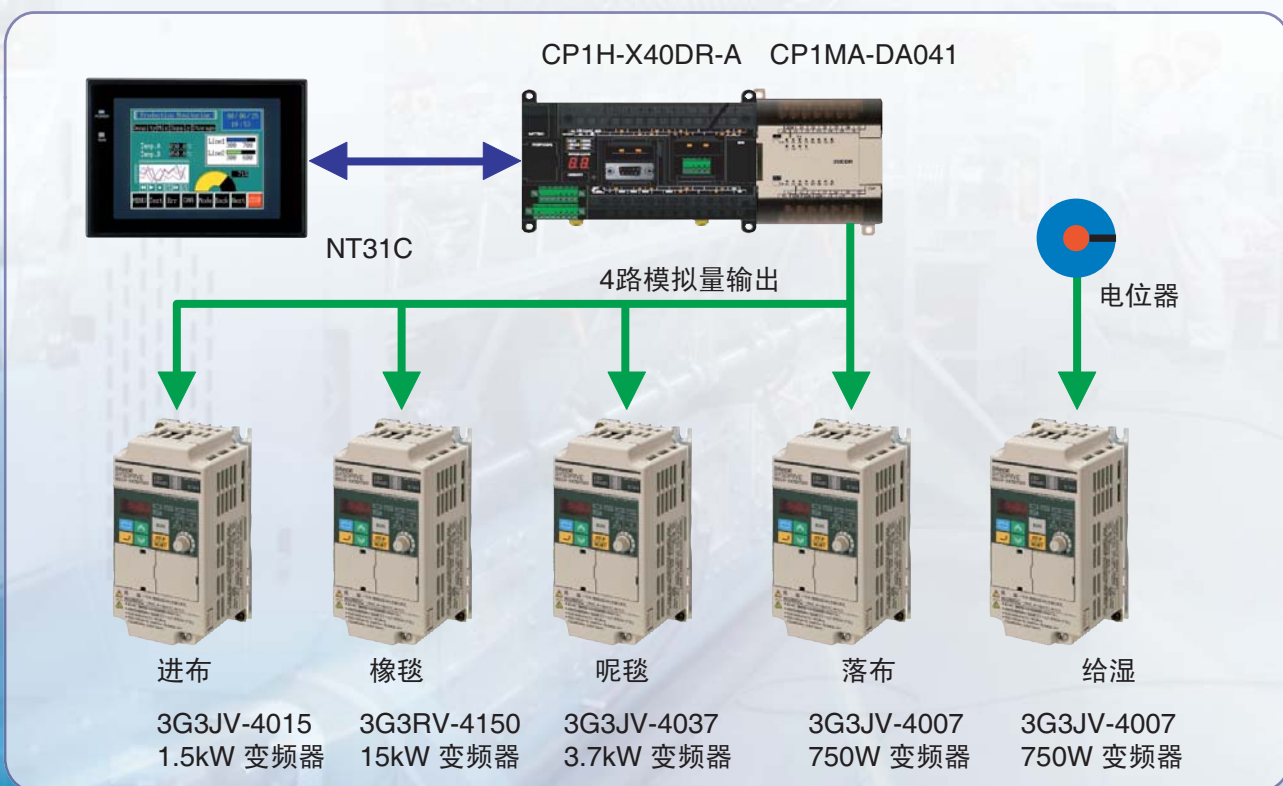 CP1H-X40DR-A
CP1MA-DA041
Production Monitoring
NT31C
4路模拟量输出
电位器
进布
橡毯
呢毯
落布
给湿
3G3JV-4015
1.5kW 变频器
3G3RV-4150
15kW 变频器
3G3JV-4037
3.7kW 变频器
3G3JV-4007
750W 变频器
3G3JV-4007
750W 变频器